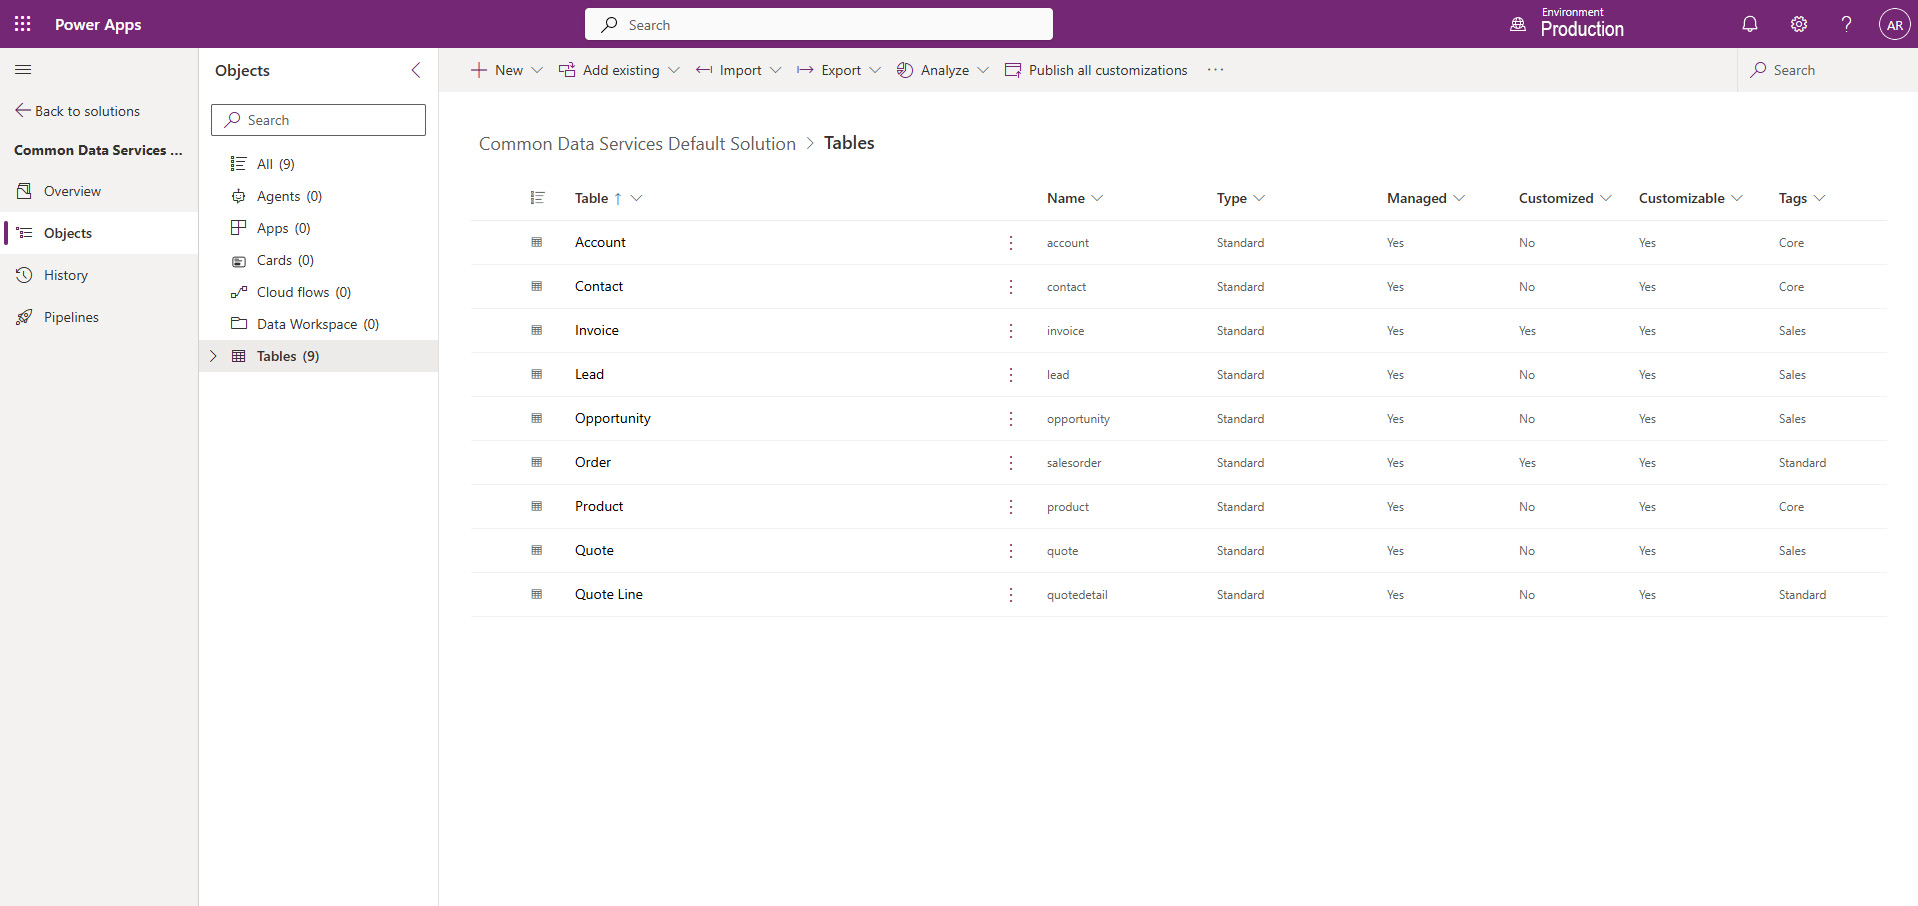 Power Apps
Search
Environment
Production
AR
Back to solutions
Common Data Services ...
Overview
Objects
History
Pipelines
Objects
Search
All (9)
Agents (0)
Apps (0)
Cards (0)
Cloud flows (0)
Data Workspace (0)
Tables (9)
New Add existing Import Export Analyze Publish all customizations ... Search
Common Data Services Default Solution > Tables
Table ↑ Name Type Managed Customized Customizable Tags
Account account Standard Yes No Yes Core
Contact contact Standard Yes No Yes Core
Invoice invoice Standard Yes Yes Yes Sales
Lead lead Standard Yes No Yes Sales
Opportunity opportunity Standard Yes No Yes Sales
Order salesorder Standard Yes Yes Yes Standard
Product product Standard Yes No Yes Core
Quote quote Standard Yes No Yes Sales
Quote Line quotedetail Standard Yes No Yes Standard